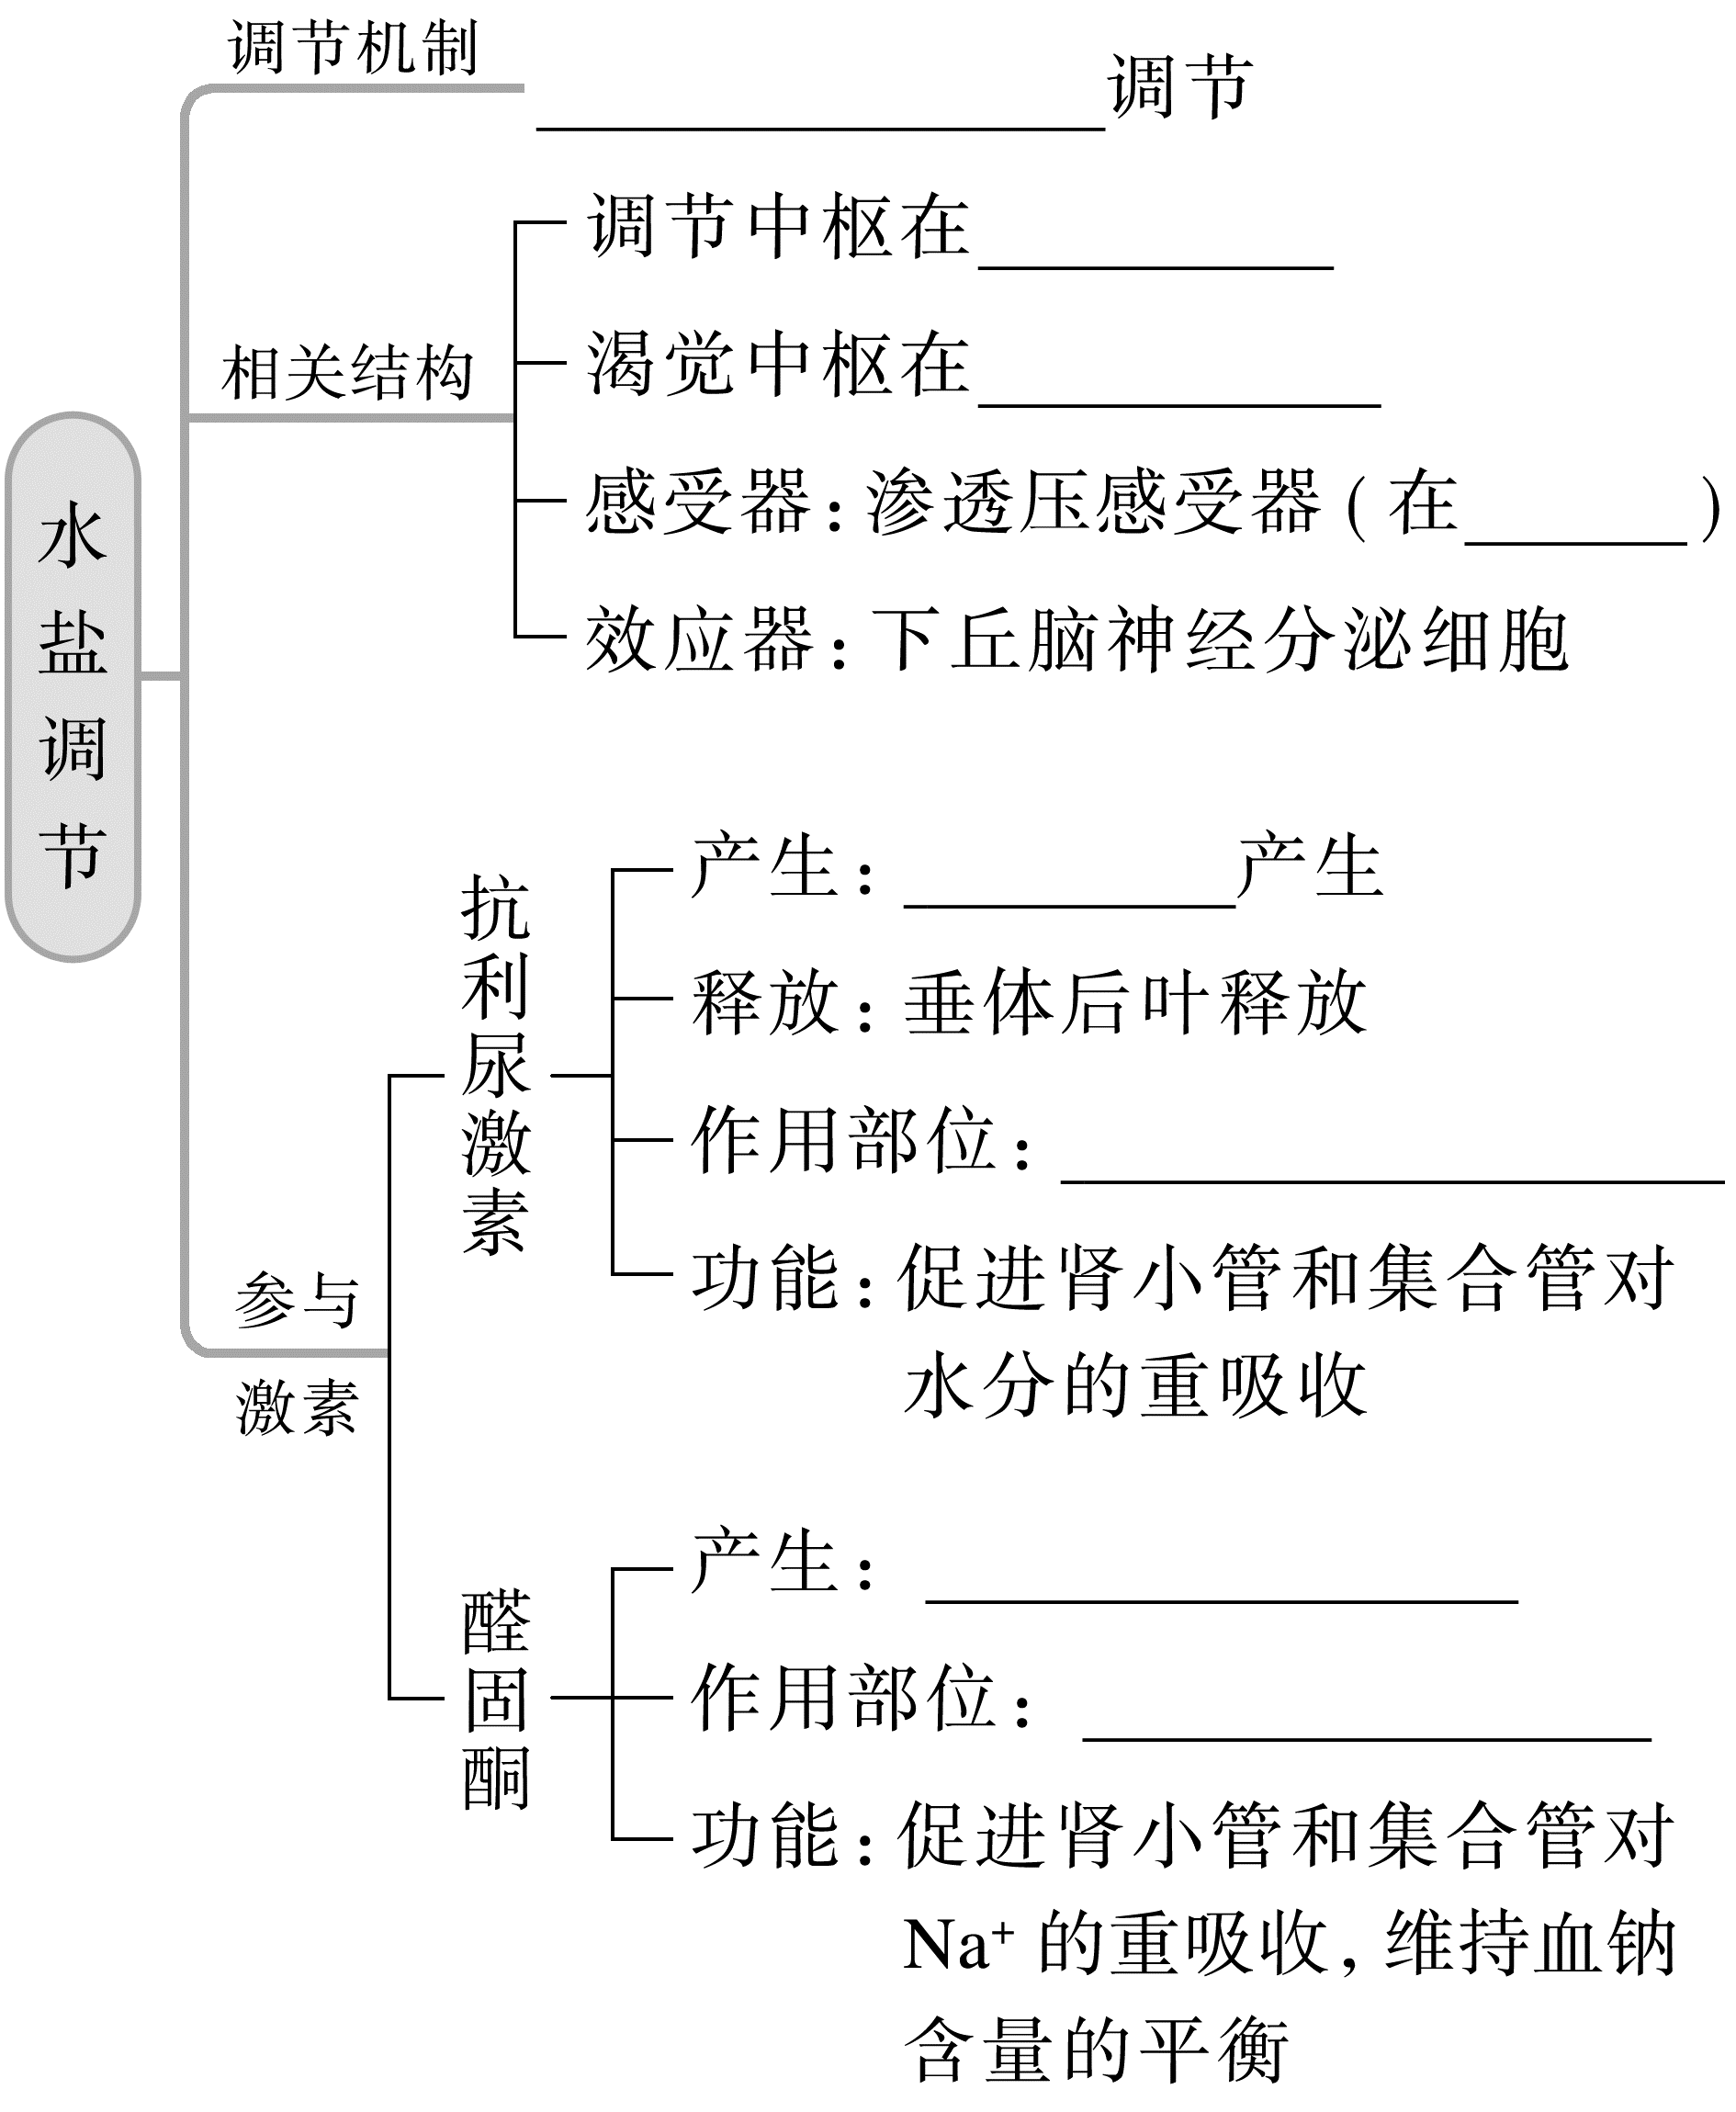 水盐调节
调节机制
调节
相关结构
调节中枢在
渴觉中枢在
感受器:渗透压感受器(在 )
效应器:下丘脑神经分泌细胞
参与
激素
抗利尿激素
产生: 产生
释放:垂体后叶释放
作用部位:
功能:促进肾小管和集合管对
水分的重吸收
醛固酮
产生:
作用部位:
功能:促进肾小管和集合管对
Na⁺的重吸收,维持血钠
含量的平衡